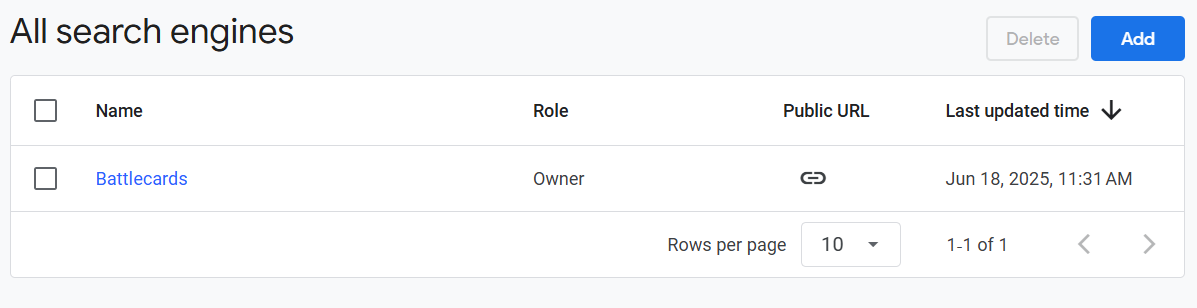 All search engines
Delete
Add
Name Role Public URL Last updated time
Battlecards Owner Jun 18, 2025, 11:31 AM
Rows per page 10 1-1 of 1